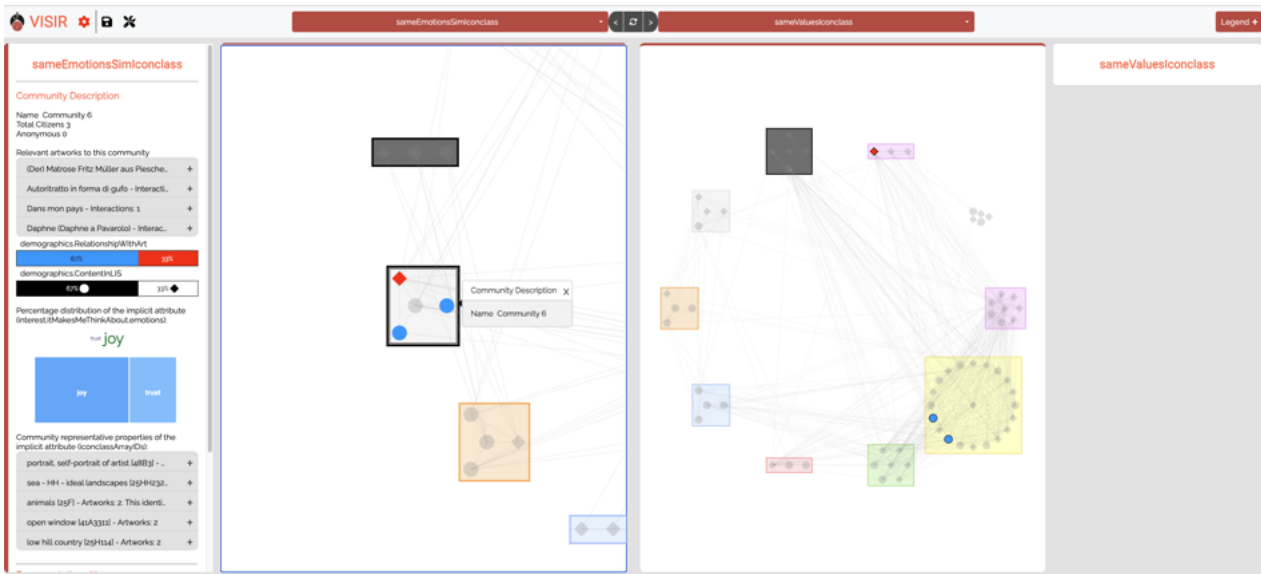 VISIR
sameEmotionsSimIconclass
<
>
sameValuesIconclass
Legend +
sameEmotionsSimIconclass
Community Description
Name Community 6
Total Citizens 3
Anonymous 0
Relevant artworks to this community
(Der) Matrose Fritz Müller aus Piesche.. +
Autoritratto in forma di gufo - Interacti.. +
Dans mon pays - Interactions: 1 +
Daphne (Daphne a Pavarolo) - Interac.. +
demographics.RelationshipWithArt
67% 33%
demographics.ContentInLIS
67% 33%
Percentage distribution of the implicit attribute
(interest.itMakesMeThinkAbout.emotions):
trust joy
joy trust
Community representative properties of the
implicit attribute (iconclassArrayIDs):
portrait, self-portrait of artist [48B3] - .. +
sea - HH - ideal landscapes [25HH232.. +
animals [25F] - Artworks: 2. This identi.. +
open window [41A3311] - Artworks: 2 +
low hill country [25H114] - Artworks: 2 +
Community Description X
Name Community 6
sameValuesIconclass